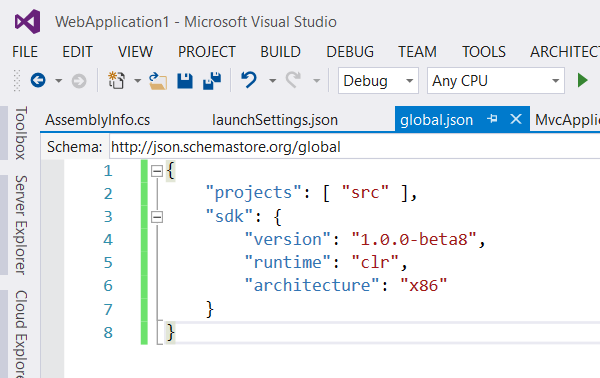 WebApplication1 - Microsoft Visual Studio
FILE EDIT VIEW PROJECT BUILD DEBUG TEAM TOOLS ARCHITECT
Debug Any CPU
Toolbox
Server Explorer
Cloud Explore
AssemblyInfo.cs launchSettings.json global.json MvcApplic
Schema: http://json.schemastore.org/global
1 {
2 "projects": [ "src" ],
3 "sdk": {
4 "version": "1.0.0-beta8",
5 "runtime": "clr",
6 "architecture": "x86"
7 }
8 }